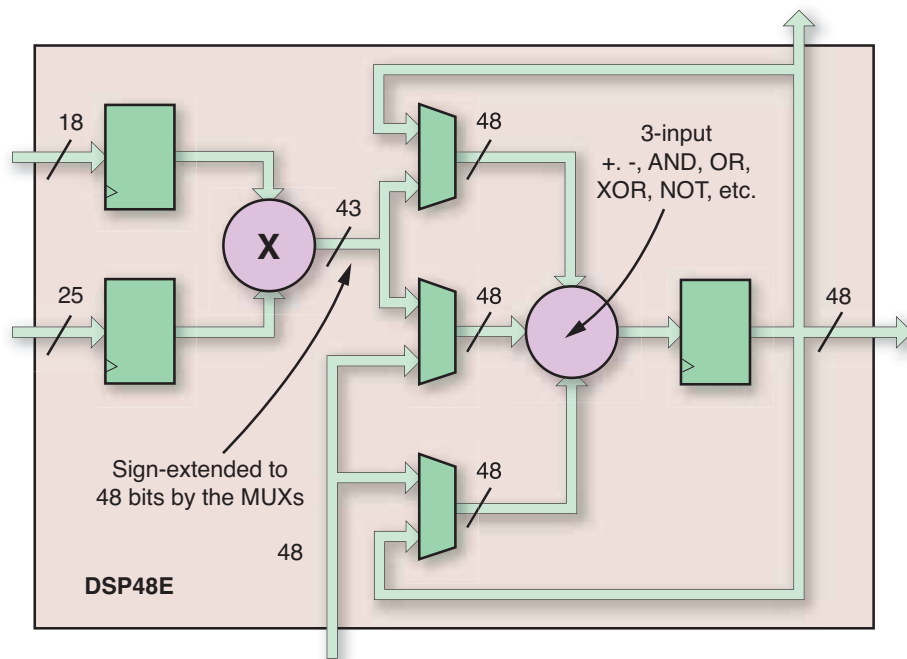 18
25
X
43
48
48
48
3-input
+. -, AND, OR,
XOR, NOT, etc.
48
Sign-extended to
48 bits by the MUXs
48
DSP48E